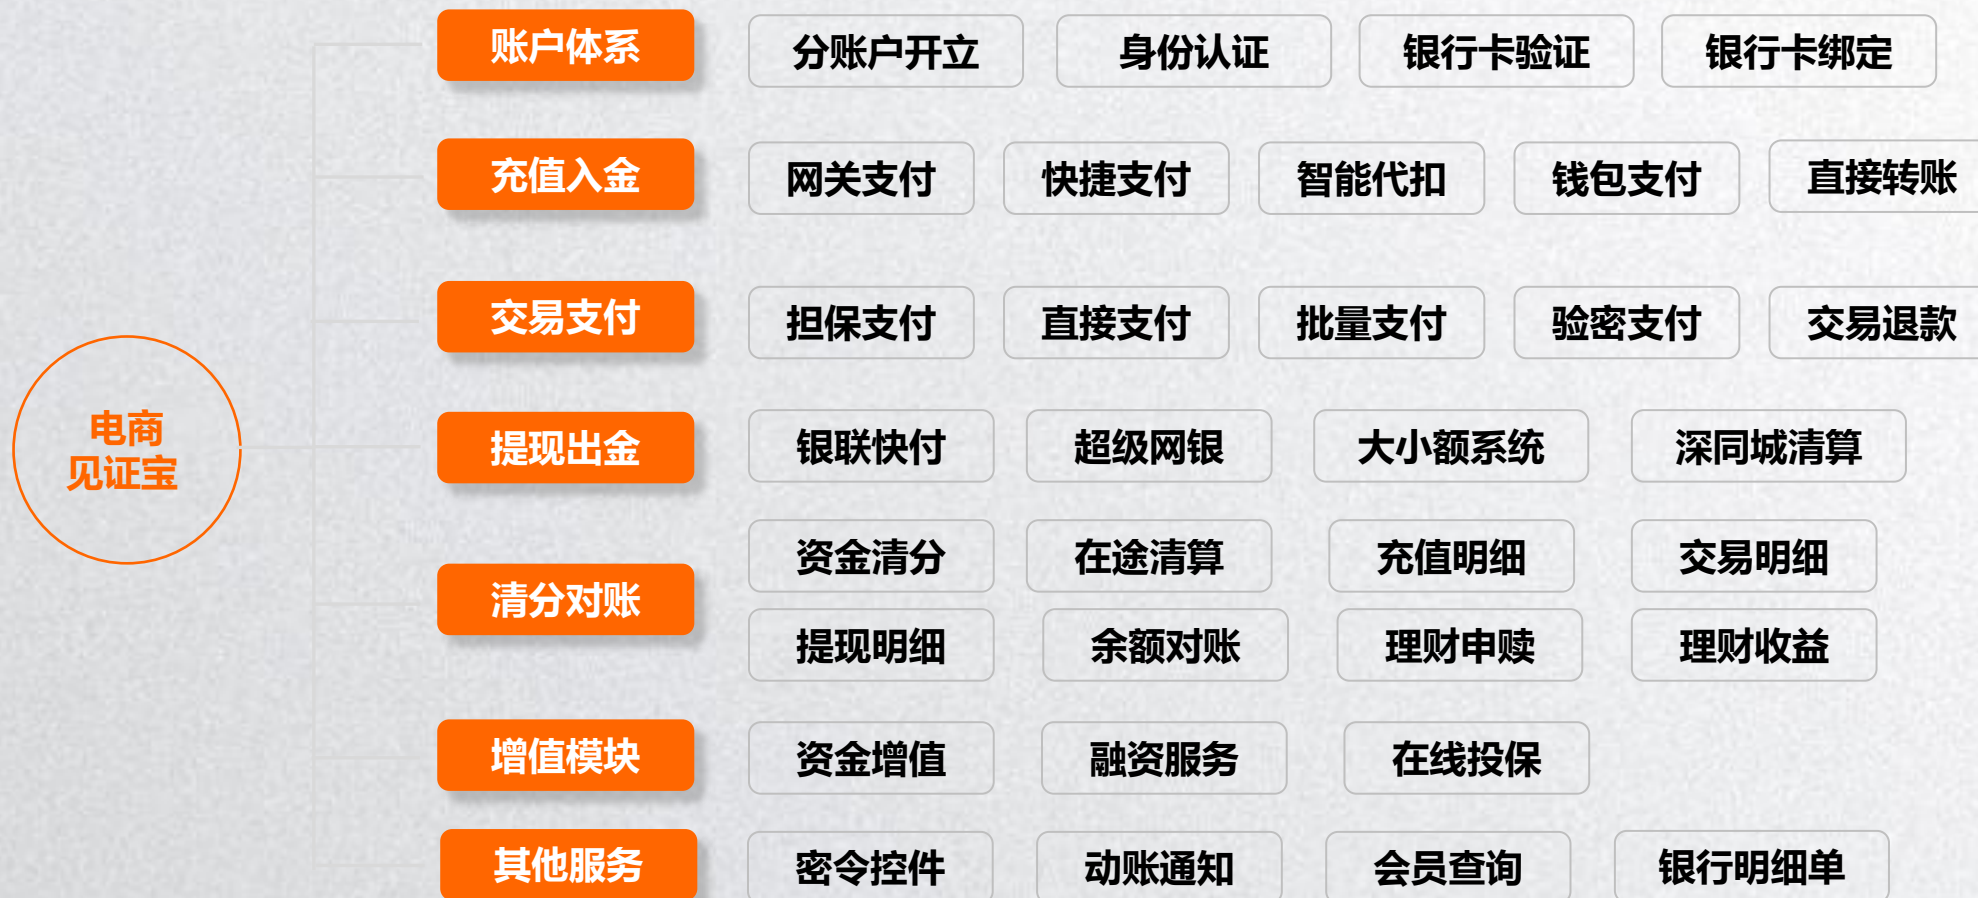 账户体系 分账户开立 身份认证 银行卡验证 银行卡绑定
充值入金 网关支付 快捷支付 智能代扣 钱包支付 直接转账
交易支付 担保支付 直接支付 批量支付 验密支付 交易退款
电商
见证宝
提现出金 银联快付 超级网银 大小额系统 深同城清算
资金清分 在途清算 充值明细 交易明细
清分对账
提现明细 余额对账 理财申赎 理财收益
增值模块 资金增值 融资服务 在线投保
其他服务 密令控件 动账通知 会员查询 银行明细单